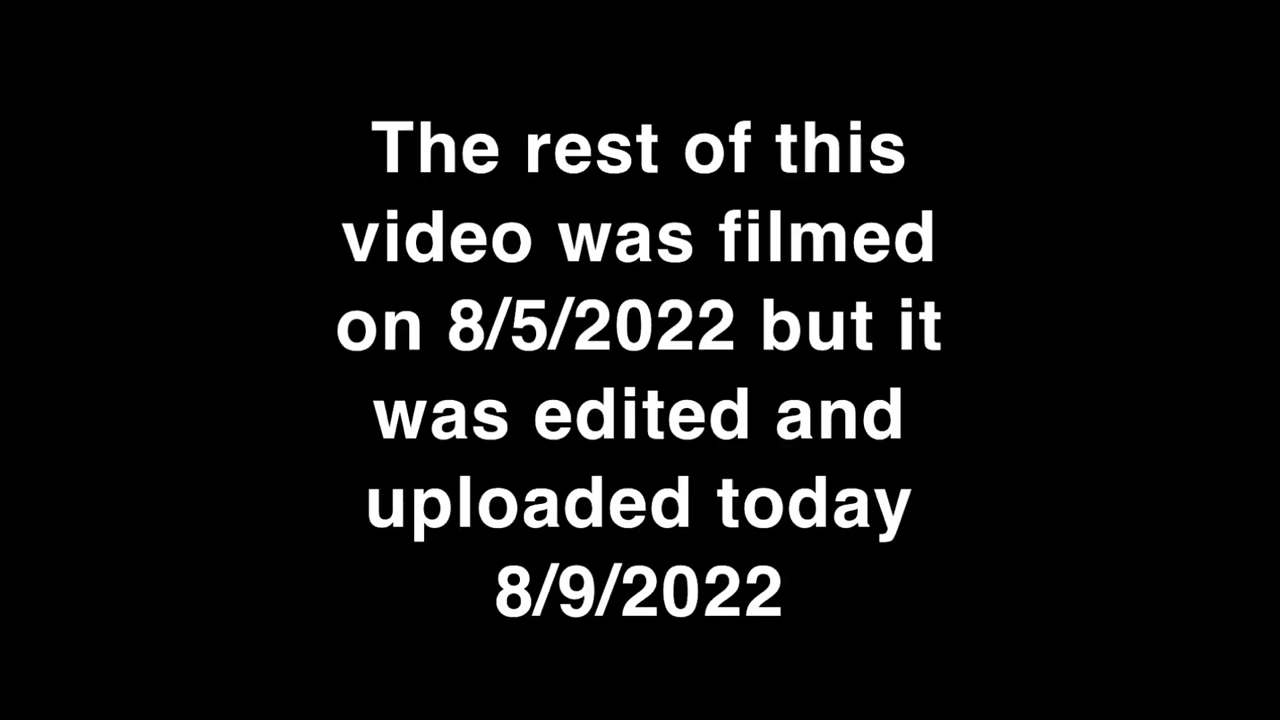 The rest of this
video was filmed
on 8/5/2022 but it
was edited and
uploaded today
8/9/2022